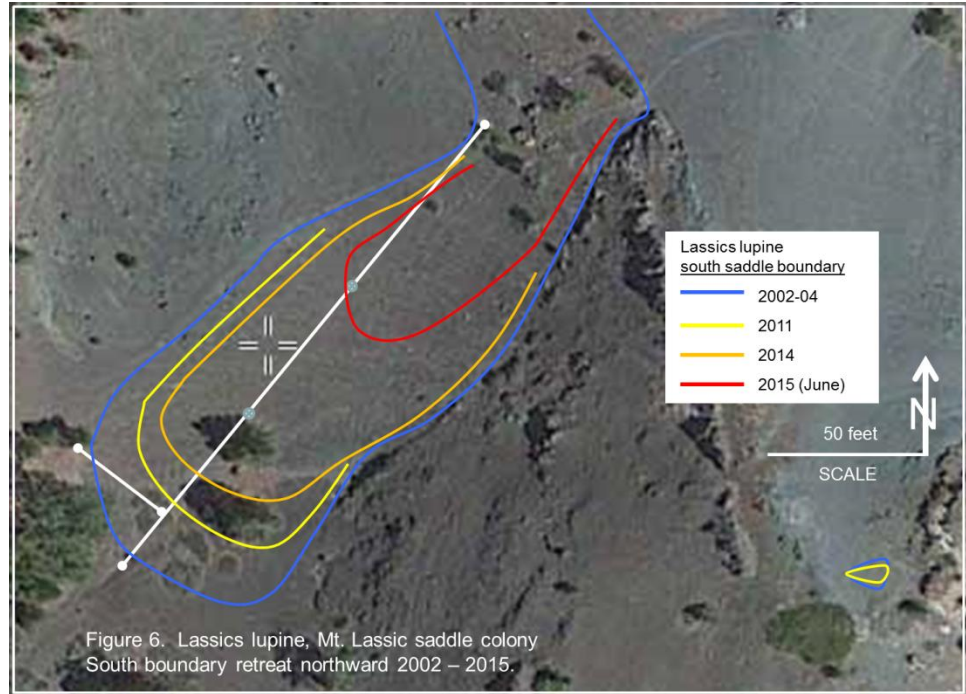 Lassics lupine
south saddle boundary
2002-04
2011
2014
2015 (June)
N
50 feet
SCALE
Figure 6. Lassics lupine, Mt. Lassic saddle colony
South boundary retreat northward 2002 – 2015.